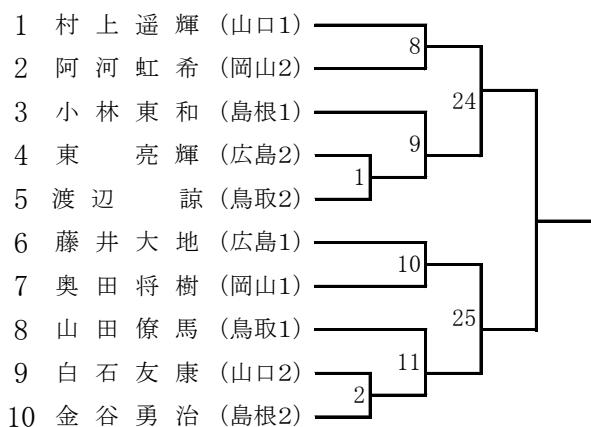 1 村上遥輝 (山口1)
2 阿河虹希 (岡山2)
3 小林東和 (島根1)
4 東 亮輝 (広島2)
5 渡辺 諒 (鳥取2)
6 藤井大地 (広島1)
7 奥田将樹 (岡山1)
8 山田僚馬 (鳥取1)
9 白石友康 (山口2)
10 金谷勇治 (島根2)
8
24
9
1
10
25
11
2